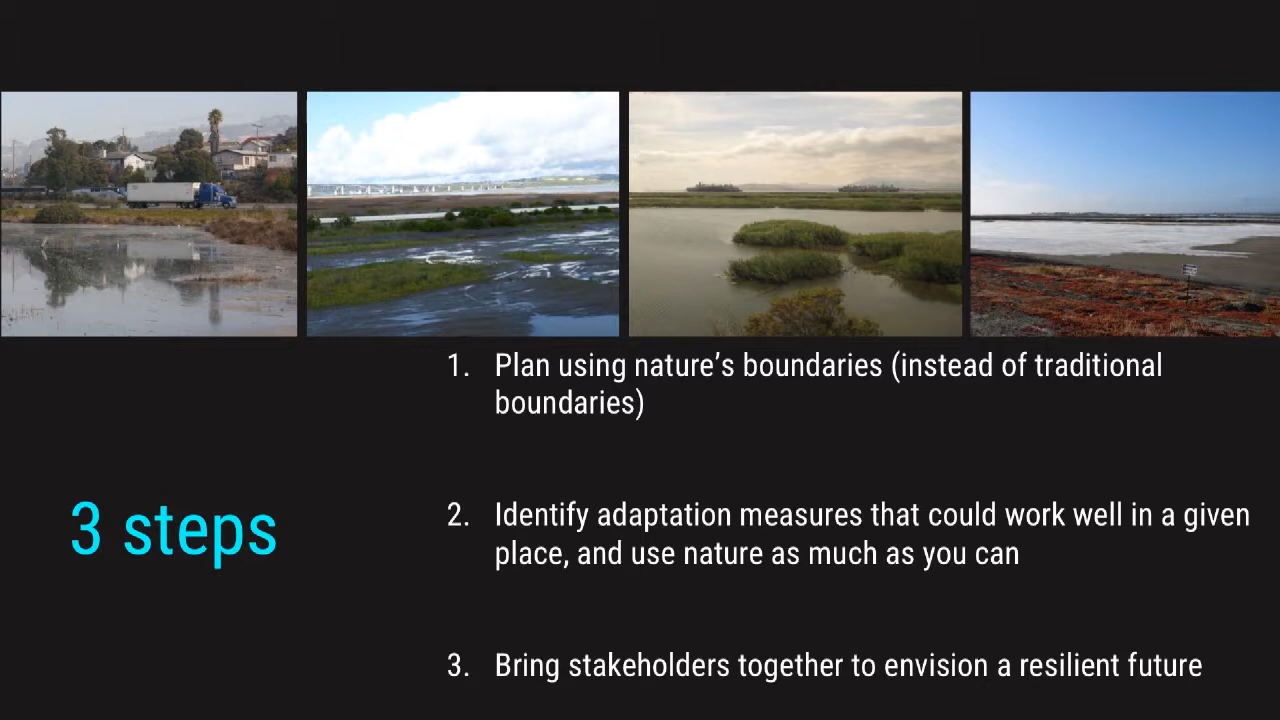 1. Plan using nature’s boundaries (instead of traditional
boundaries)
3 steps
2. Identify adaptation measures that could work well in a given
place, and use nature as much as you can
3. Bring stakeholders together to envision a resilient future